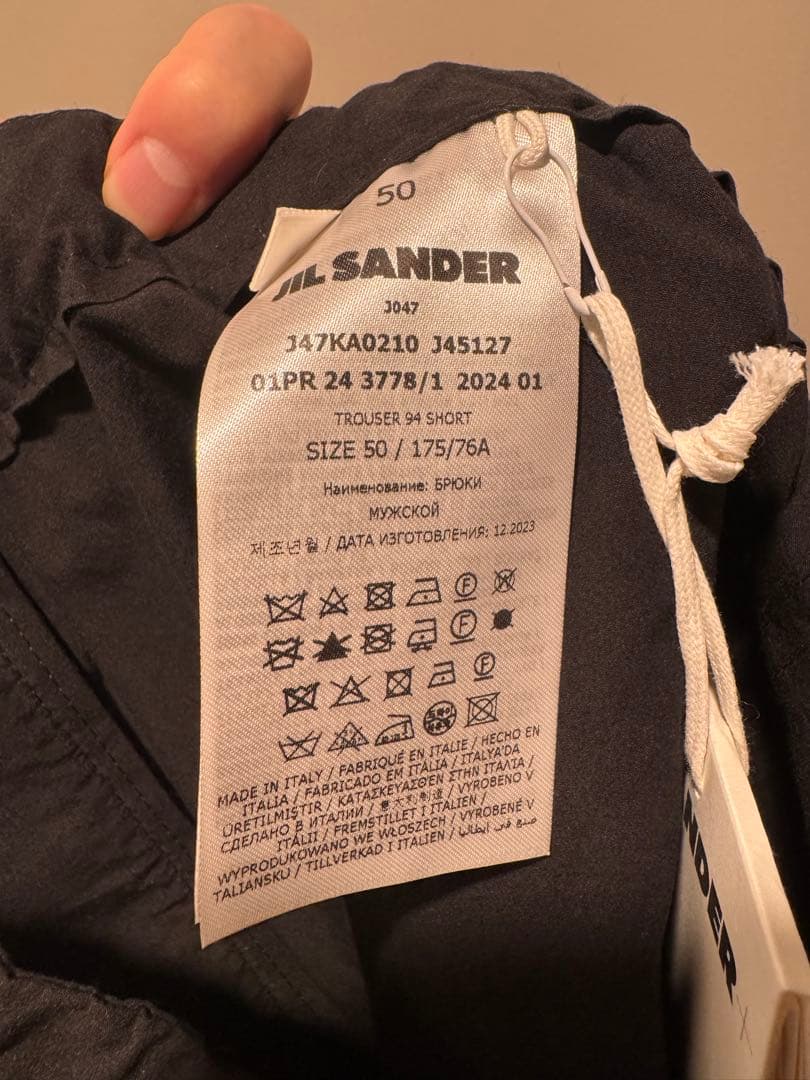 50
JIL SANDER
J047
J47KA0210 J45127
01PR 24 3778/1 2024 01
TROUSER 94 SHORT
SIZE 50 / 175/76A
Наименование: БРЮКИ
МУЖСКОЙ
제조년월 / ДАТА ИЗГОТОВЛЕНИЯ: 12.2023
F W
F
F
MADE IN ITALY / FABRIQUÉ EN ITALIE / HECHO EN
ITALIA / FABRICADO EM ITÁLIA / ITALYA'DA
ÜRETILMIŞTIR / ΚΑΤΑΣΚΕΥΑΣΘΕΝ ΣΤΗΝ ΙΤΑΛΙΑ /
СДЕЛАНО В ИТАЛИИ / 意大利制造 / VYROBENO V
ITÁLII / FREMSTILLET I ITALIEN / VYROBENÉ V
WYPRODUKOWANO WE WŁOSZECH / صنع في ايطاليا
TALIANSKU / TILLVERKAD I ITALIEN /
NDER